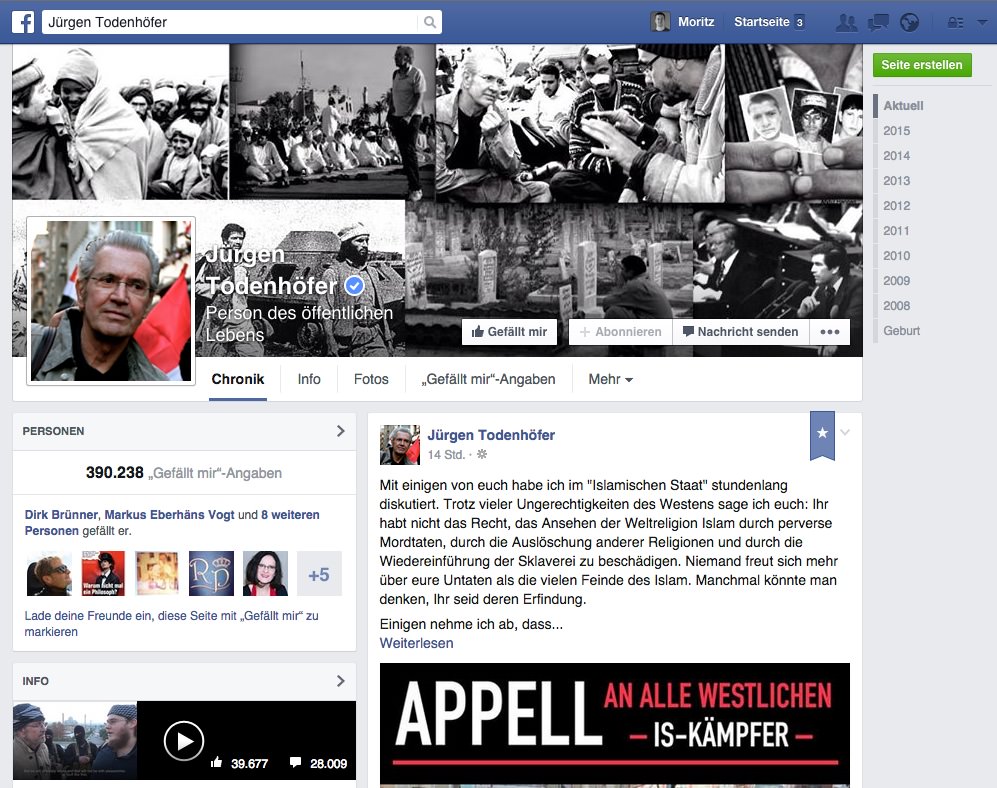 Jürgen Todenhöfer
Moritz
Startseite 3
Seite erstellen
Aktuell
2015
2014
2013
2012
2011
2010
2009
2008
Geburt
Jürgen
Todenhöfer
Person des öffentlichen
Lebens
Gefällt mir
+ Abonnieren
Nachricht senden
Chronik
Info
Fotos
„Gefällt mir“-Angaben
Mehr
PERSONEN
390.238 „Gefällt mir“-Angaben
Dirk Brünner, Markus Eberhäns Vogt und 8 weiteren
Personen gefällt er.
Warum nicht mal
ein Philosoph?
RP
+5
Lade deine Freunde ein, diese Seite mit „Gefällt mir“ zu
markieren
INFO
39.677
28.009
Jürgen Todenhöfer
14 Std. ·
Mit einigen von euch habe ich im "Islamischen Staat" stundenlang
diskutiert. Trotz vieler Ungerechtigkeiten des Westens sage ich euch: Ihr
habt nicht das Recht, das Ansehen der Weltreligion Islam durch perverse
Mordtaten, durch die Auslöschung anderer Religionen und durch die
Wiedereinführung der Sklaverei zu beschädigen. Niemand freut sich mehr
über eure Untaten als die vielen Feinde des Islam. Manchmal könnte man
denken, Ihr seid deren Erfindung.
Einigen nehme ich ab, dass...
Weiterlesen
APPELL
AN ALLE WESTLICHEN
– IS-KÄMPFER –